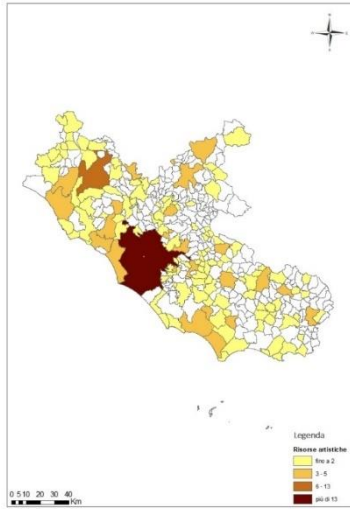 Legenda
Risorse artistiche
fino a 2
3 - 5
6 - 13
più di 13
0 5 10 20 30 40
Km